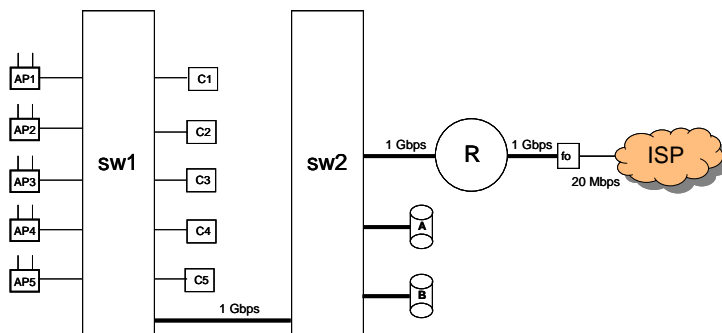 AP1
C1
AP2
C2
AP3
C3
AP4
C4
AP5
C5
sw1
1 Gbps
sw2
1 Gbps
R
1 Gbps
fo
20 Mbps
ISP
A
B